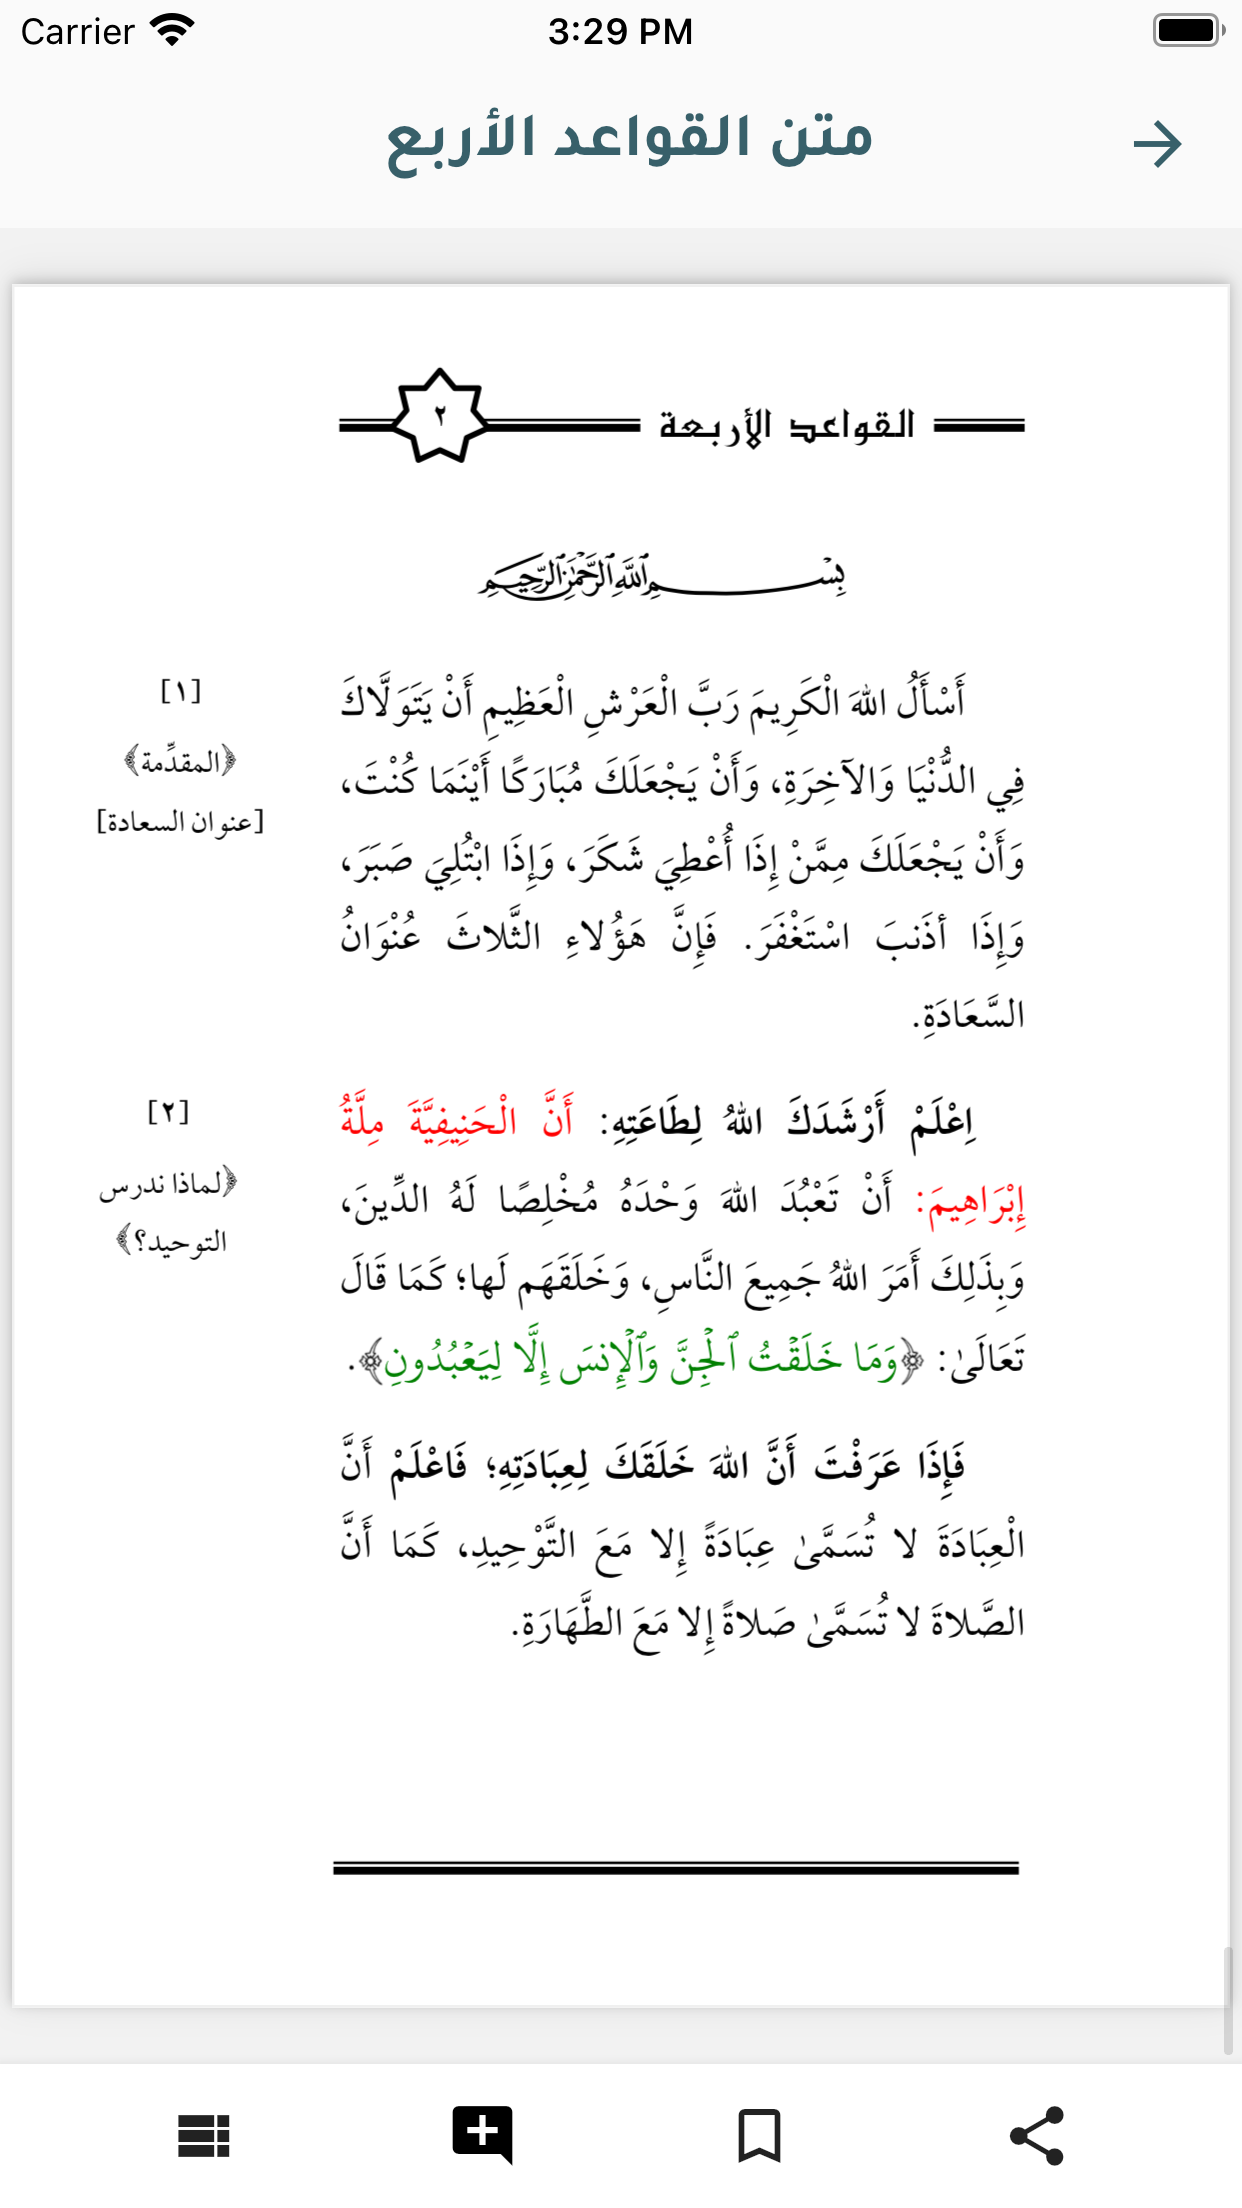 Carrier
3:29 PM
متن القواعد الأربع
القواعد الأربعة
٢
بِسْمِ ٱللَّهِ ٱلرَّحْمَٰنِ ٱلرَّحِيمِ
[١]
﴿المقدِّمة﴾
[عنوان السعادة]
أَسْأَلُ اللهَ الْكَرِيمَ رَبَّ الْعَرْشِ الْعَظِيمِ أَنْ يَتَوَلَّاكَ
فِي الدُّنْيَا وَالآخِرَةِ، وَأَنْ يَجْعَلَكَ مُبَارَكًا أَيْنَمَا كُنْتَ،
وَأَنْ يَجْعَلَكَ مِمَّنْ إِذَا أُعْطِيَ شَكَرَ، وَإِذَا ابْتُلِيَ صَبَرَ،
وَإِذَا أذَنبَ اسْتَغْفَرَ. فَإِنَّ هَؤُلاءِ الثَّلاثَ عُنْوَانُ
السَّعَادَةِ.
[٢]
﴿لماذا ندرس
التوحيد؟﴾
اِعْلَمْ أَرْشَدَكَ اللهُ لِطَاعَتِهِ: أَنَّ الْحَنِيفِيَّةَ مِلَّةُ
إِبْرَاهِيمَ: أَنْ تَعْبُدَ اللهَ وَحْدَهُ مُخْلِصًا لَهُ الدِّينَ،
وَبِذَلِكَ أَمَرَ اللهُ جَمِيعَ النَّاسِ، وَخَلَقَهَم لَها؛ كَمَا قَالَ
تَعَالَىٰ: ﴿وَمَا خَلَقْتُ ٱلْجِنَّ وَٱلْإِنسَ إِلَّا لِيَعْبُدُونِ﴾.
فَإِذَا عَرَفْتَ أَنَّ اللهَ خَلَقَكَ لِعِبَادَتِهِ؛ فَاعْلَمْ أَنَّ
الْعِبَادَةَ لا تُسَمَّىٰ عِبَادَةً إِلا مَعَ التَّوْحِيدِ، كَمَا أَنَّ
الصَّلاةَ لا تُسَمَّىٰ صَلاةً إِلا مَعَ الطَّهَارَةِ.